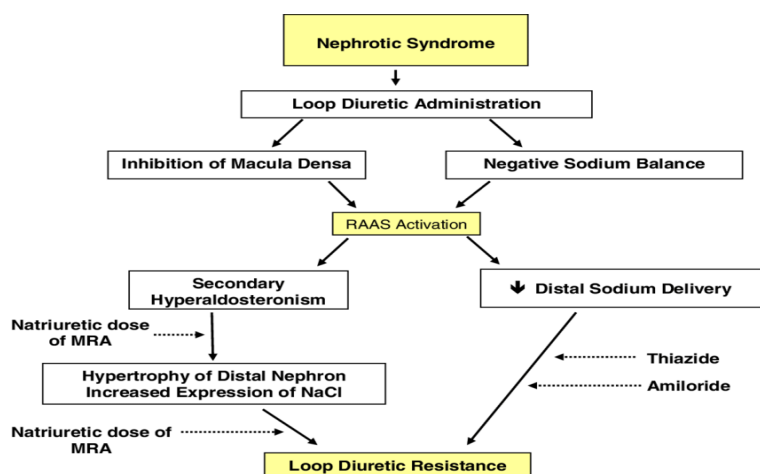 Nephrotic Syndrome
Loop Diuretic Administration
Inhibition of Macula Densa
Negative Sodium Balance
RAAS Activation
Secondary
Hyperaldosteronism
🡇 Distal Sodium Delivery
Natriuretic dose
of MRA
Thiazide
Hypertrophy of Distal Nephron
Increased Expression of NaCl
Amiloride
Natriuretic dose of
MRA
Loop Diuretic Resistance